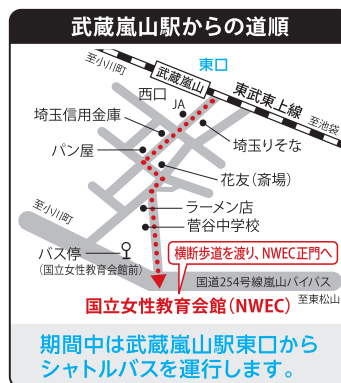 武蔵嵐山駅からの道順
至小川町
武蔵嵐山
東口
西口
JA
東武東上線
至池袋
埼玉信用金庫
埼玉りそな
パン屋
花友（斎場）
至小川町
ラーメン店
菅谷中学校
バス停
（国立女性教育会館前）
横断歩道を渡り、NWEC正門へ
国道254号線嵐山バイパス
国立女性教育会館（NWEC）
至東松山
期間中は武蔵嵐山駅東口から
シャトルバスを運行します。